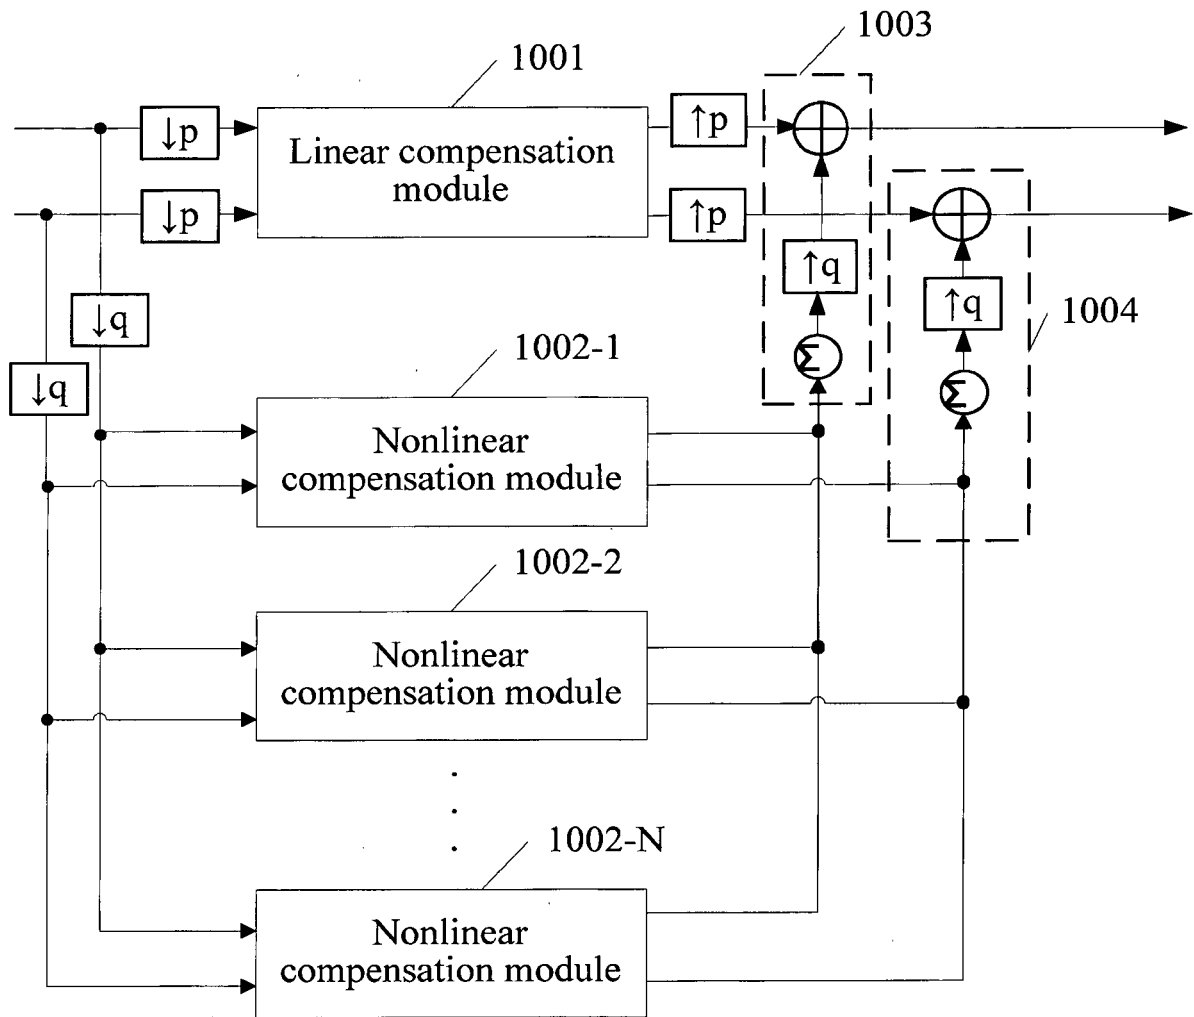 1003
1001
↓p
Linear compensation
module
↑p
↓p
↑p
↑q
↑q
1004
↓q
↓q
1002-1
Σ
Σ
Nonlinear
compensation module
1002-2
Nonlinear
compensation module
1002-N
Nonlinear
compensation module